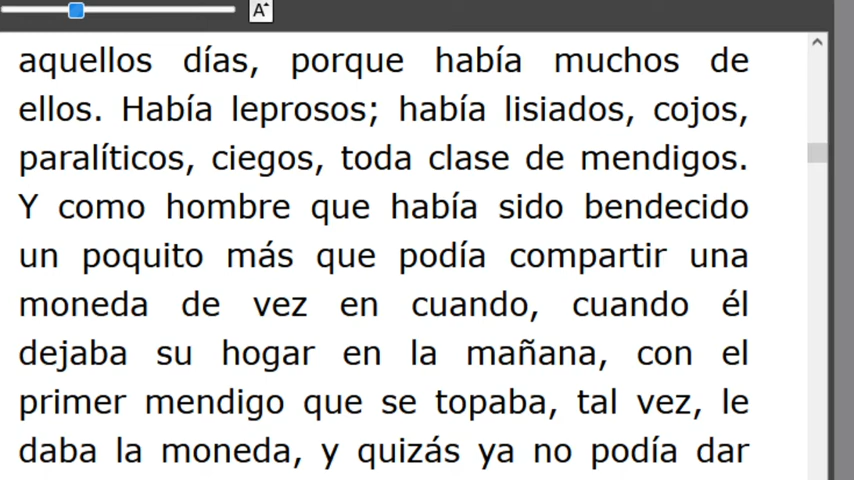 A
aquellos días, porque había muchos de
ellos. Había leprosos; había lisiados, cojos,
paralíticos, ciegos, toda clase de mendigos.
Y como hombre que había sido bendecido
un poquito más que podía compartir una
moneda de vez en cuando, cuando él
dejaba su hogar en la mañana, con el
primer mendigo que se topaba, tal vez, le
daba la moneda, y quizás ya no podía dar